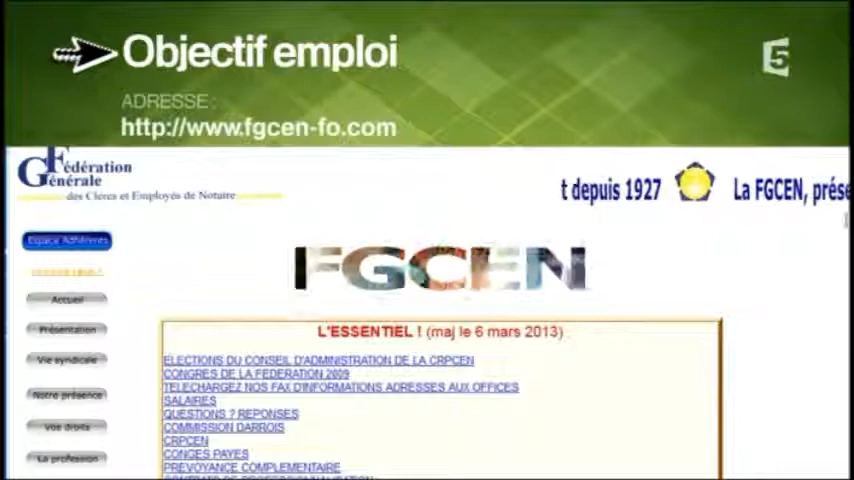 Objectif emploi
5
ADRESSE :
http://www.fgcen-fo.com
Fédération
Générale
des Clercs et Employés de Notaire
t depuis 1927
La FGCEN, prése
Espace Adhérents
FGCEN
Accueil
Présentation
Vie syndicale
Notre présence
Vos droits
La profession
L'ESSENTIEL ! (maj le 6 mars 2013)
ELECTIONS DU CONSEIL D'ADMINISTRATION DE LA CRPCEN
CONGRES DE LA FEDERATION 2009
TELECHARGEZ NOS FAX D'INFORMATIONS ADRESSES AUX OFFICES
SALAIRES
QUESTIONS ? REPONSES
COMMISSION DARROIS
CRPCEN
CONGES PAYES
PREVOYANCE COMPLEMENTAIRE
CONTRATS DE PROFESSIONNALISATION :